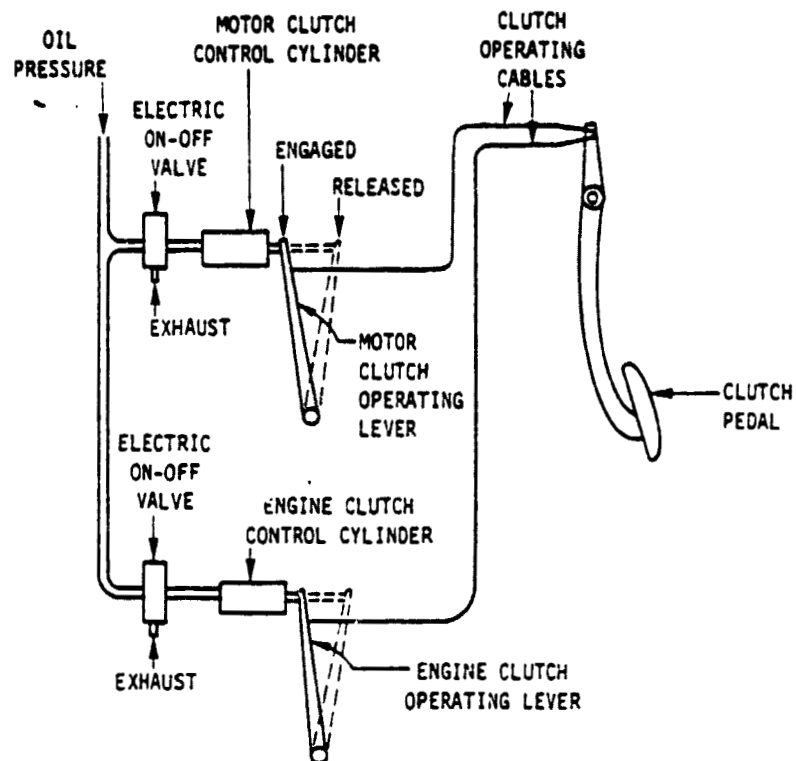 OIL
PRESSURE
MOTOR CLUTCH
CONTROL CYLINDER
CLUTCH
OPERATING
CABLES
ELECTRIC
ON-OFF
VALVE
ENGAGED
RELEASED
EXHAUST
MOTOR
CLUTCH
OPERATING
LEVER
CLUTCH
PEDAL
ELECTRIC
ON-OFF
VALVE
ENGINE CLUTCH
CONTROL CYLINDER
EXHAUST
ENGINE CLUTCH
OPERATING LEVER